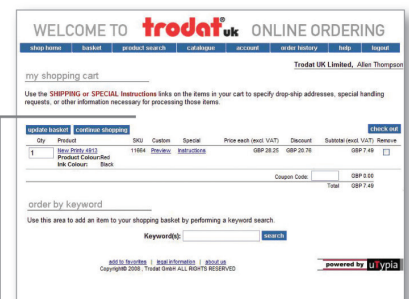 WELCOME TO trodat uk ONLINE ORDERING
shop home basket product search catalogue account order history help logout
Trodat UK Limited, Allen Thompson
my shopping cart
Use the SHIPPING or SPECIAL Instructions links on the items in your cart to specify drop-ship addresses, special handling
requests, or other information necessary for processing those items.
update basket continue shopping check out
Qty Product SKU Custom Special Price each (excl. VAT) Discount Subtotal (excl. VAT) Remove
1 New Printy 4913 11664 Preview Instructions GBP 28.25 GBP 20.76 GBP 7.49
Product Colour:Red
Ink Colour: Black
Coupon Code: GBP 0.00
Total GBP 7.49
order by keyword
Use this area to add an item to your shopping basket by performing a keyword search.
Keyword(s): search
add to favorites | legal information | about us
Copyright© 2008 , Trodat GmbH ALL RIGHTS RESERVED
powered by uTypia